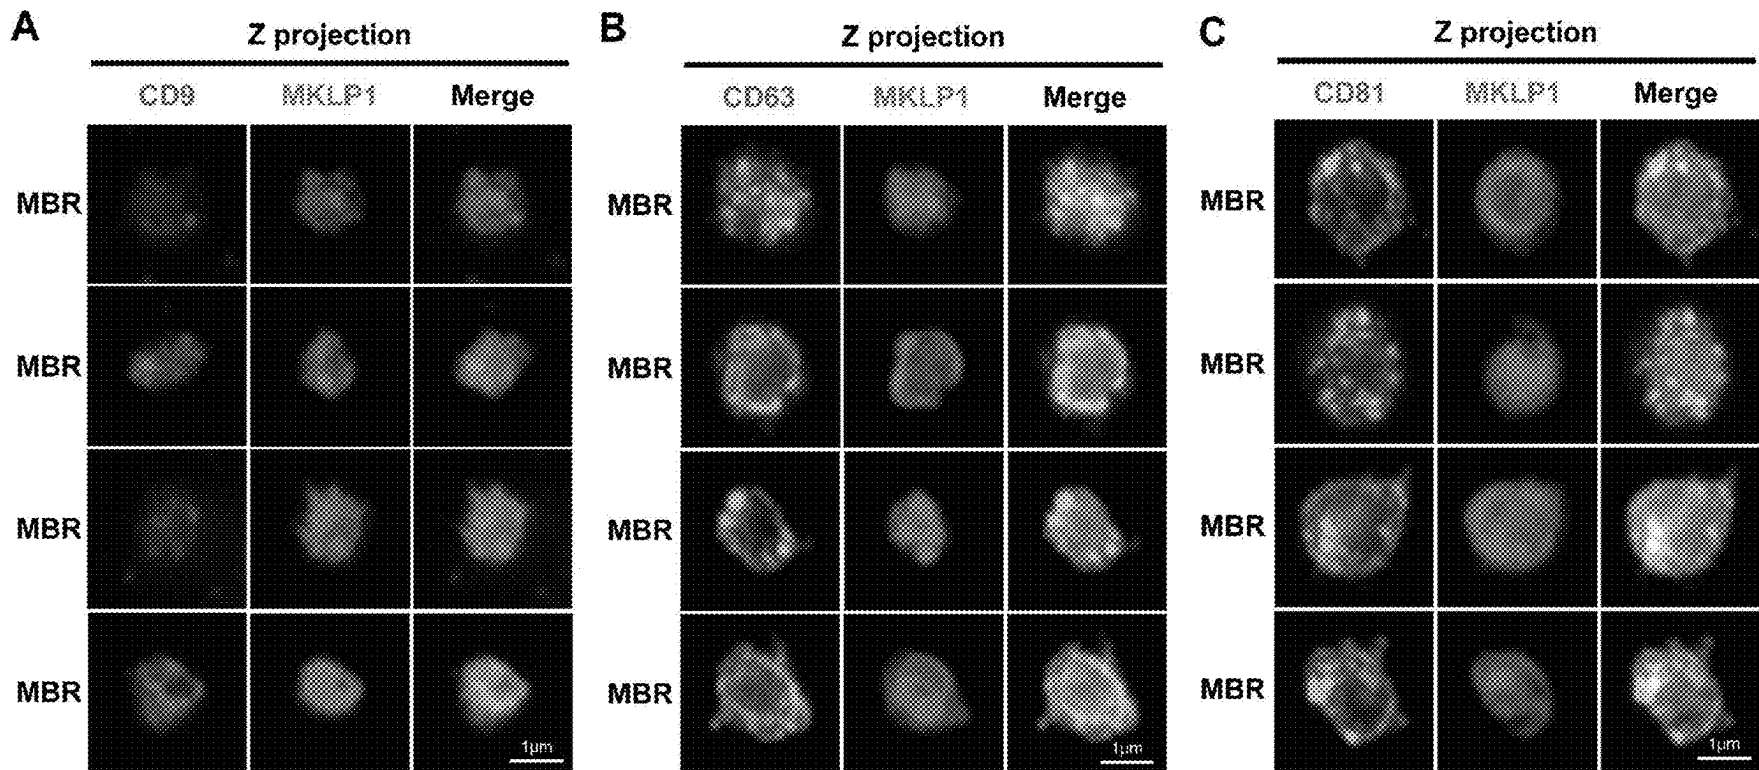 A
Z projection
CD9 MKLP1 Merge
MBR
MBR
MBR
MBR
1µm
B
Z projection
CD63 MKLP1 Merge
MBR
MBR
MBR
MBR
1µm
C
Z projection
CD81 MKLP1 Merge
MBR
MBR
MBR
MBR
1µm